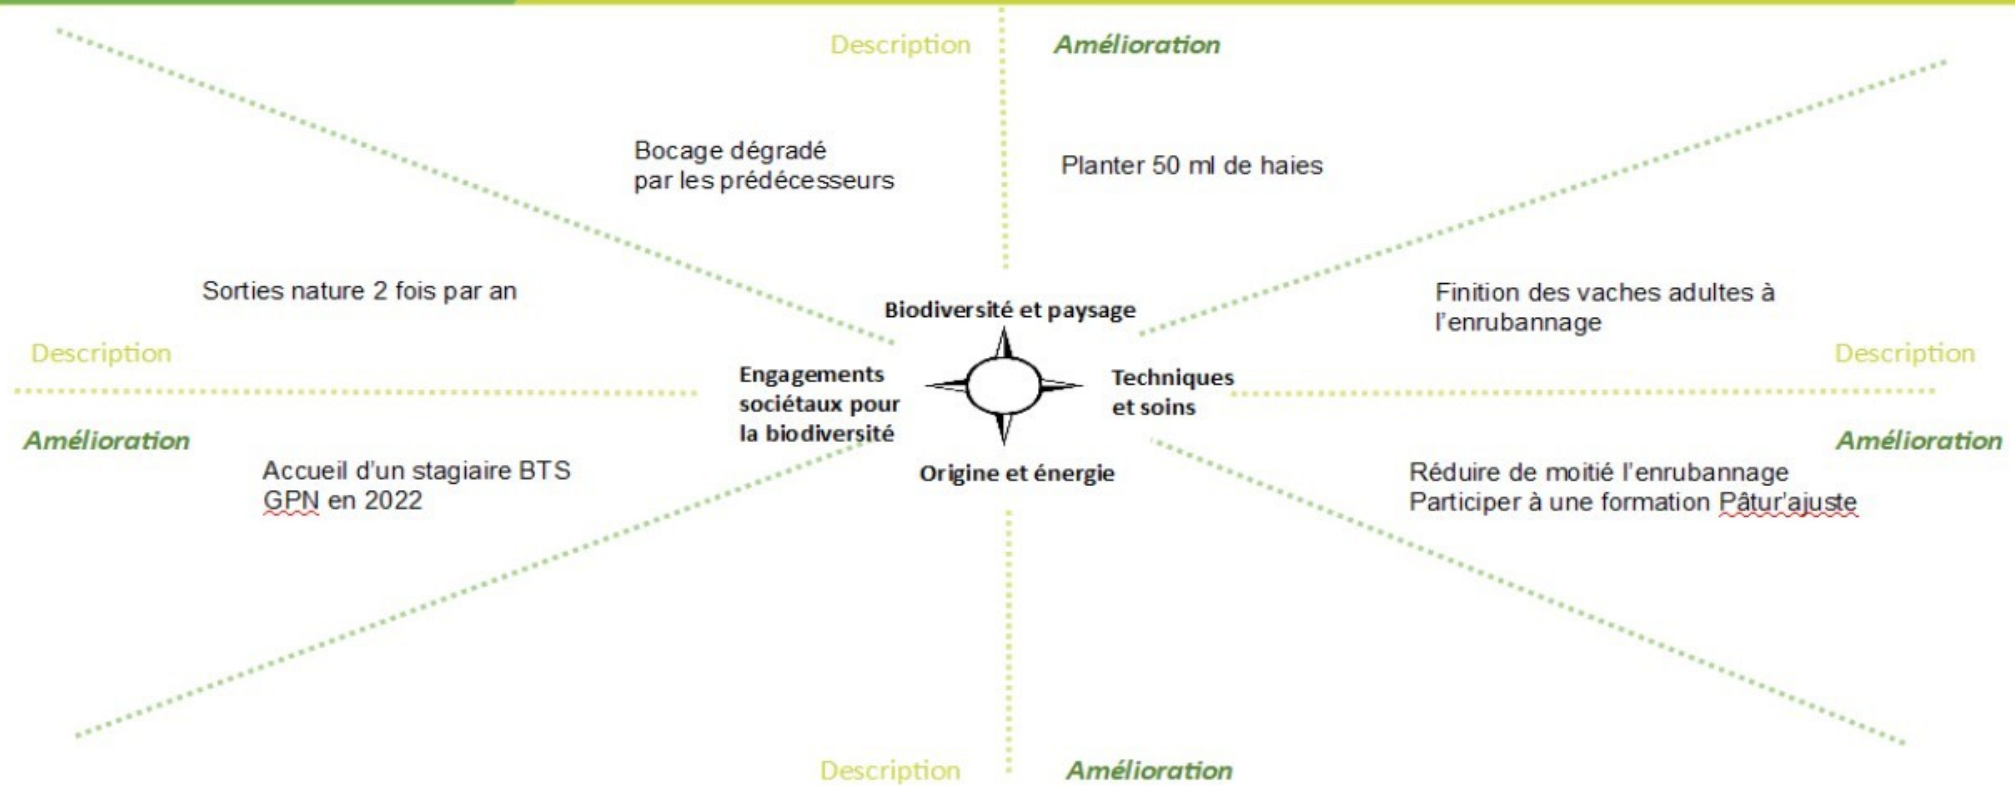 Description
Amélioration
Bocage dégradé
par les prédécesseurs
Planter 50 ml de haies
Sorties nature 2 fois par an
Finition des vaches adultes à
l'enrubannage
Biodiversité et paysage
Description
Description
Engagements
sociétaux pour
la biodiversité
Techniques
et soins
Amélioration
Amélioration
Accueil d'un stagiaire BTS
GPN en 2022
Origine et énergie
Réduire de moitié l'enrubannage
Participer à une formation Pâtur'ajuste
Description
Amélioration